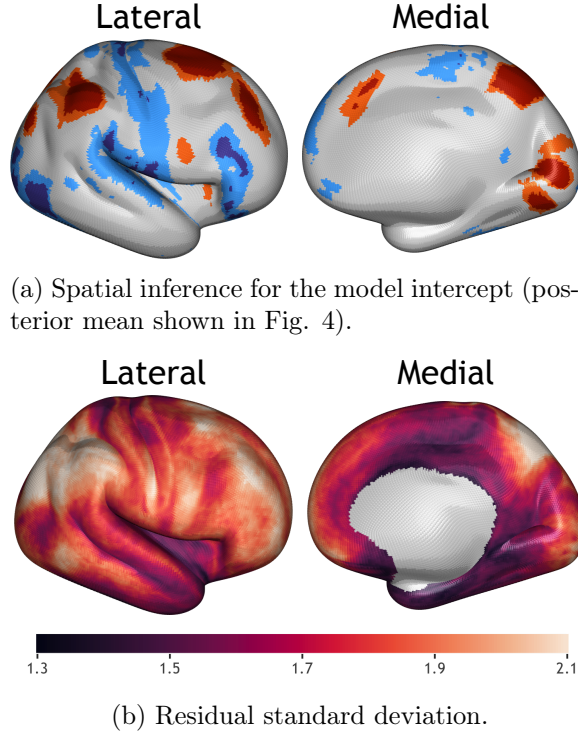 Lateral Medial
(a) Spatial inference for the model intercept (pos-
terior mean shown in Fig. 4).
Lateral Medial
1.3 1.5 1.7 1.9 2.1
(b) Residual standard deviation.